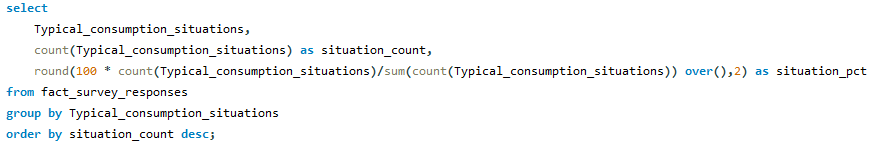 select
Typical_consumption_situations,
count(Typical_consumption_situations) as situation_count,
round(100 * count(Typical_consumption_situations)/sum(count(Typical_consumption_situations)) over(),2) as situation_pct
from fact_survey_responses
group by Typical_consumption_situations
order by situation_count desc;